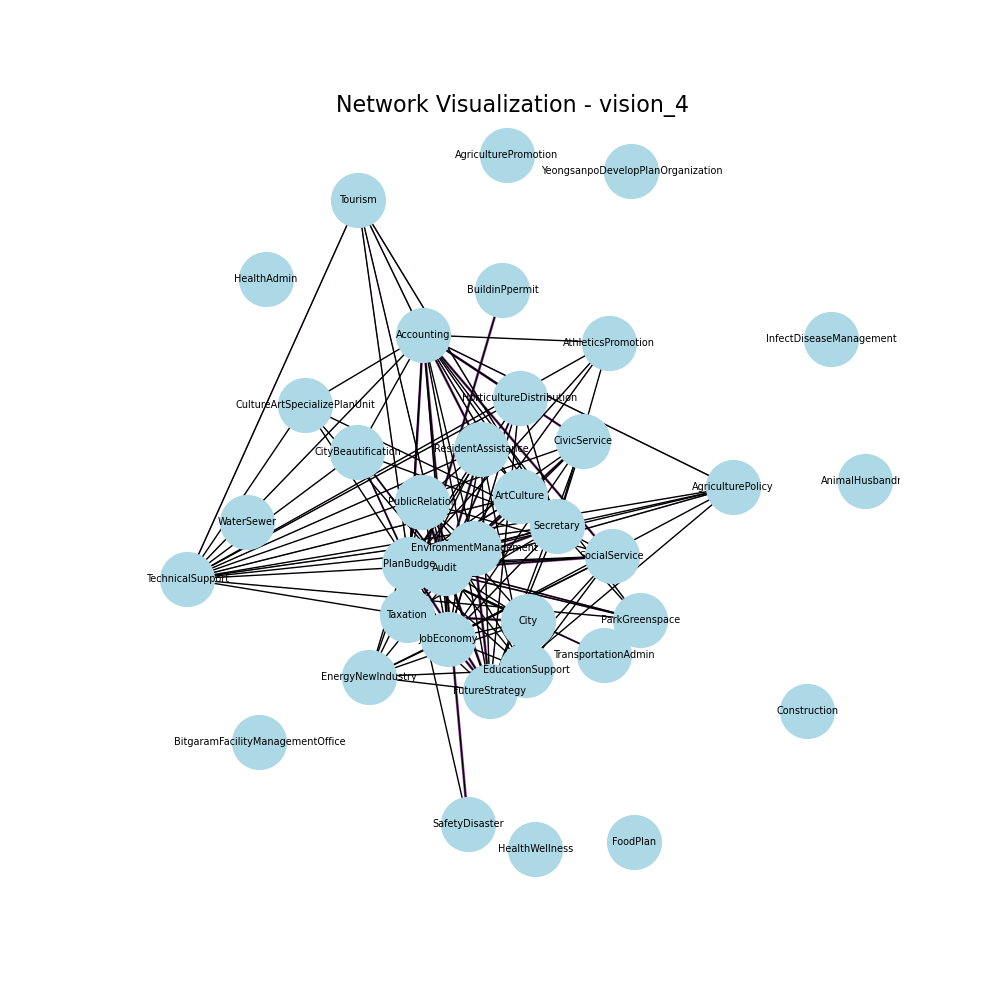 Network Visualization - vision_4
AgriculturePromotion
YeongsanpoDevelopPlanOrganization
Tourism
HealthAdmin
BuildinPpermit
Accounting
AthleticsPromotion
InfectDiseaseManagement
HorticultureDistribution
CultureArtSpecializePlanUnit
CivicService
ResidentAssistance
CityBeautification
AgriculturePolicy
AnimalHusbandr
ArtCulture
PublicRelation
WaterSewer
Secretary
EnvironmentManagement
SocialService
PlanBudge
Audit
TechnicalSupport
Taxation
City
ParkGreenspace
JobEconomy
TransportationAdmin
EducationSupport
EnergyNewIndustry
FutureStrategy
Construction
BitgaramFacilityManagementOffice
SafetyDisaster
FoodPlan
HealthWellness